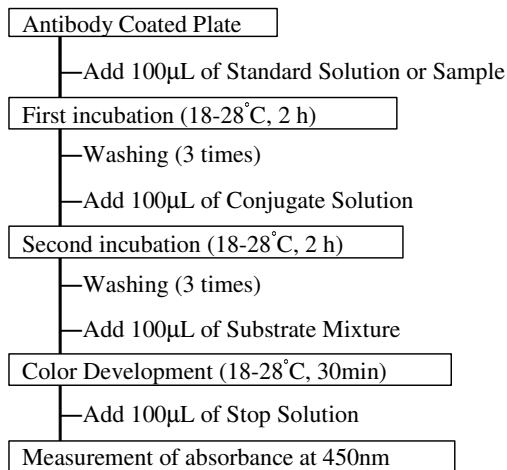 Antibody Coated Plate
Add 100μL of Standard Solution or Sample
First incubation (18-28°C, 2 h)
Washing (3 times)
Add 100μL of Conjugate Solution
Second incubation (18-28°C, 2 h)
Washing (3 times)
Add 100μL of Substrate Mixture
Color Development (18-28°C, 30min)
Add 100μL of Stop Solution
Measurement of absorbance at 450nm